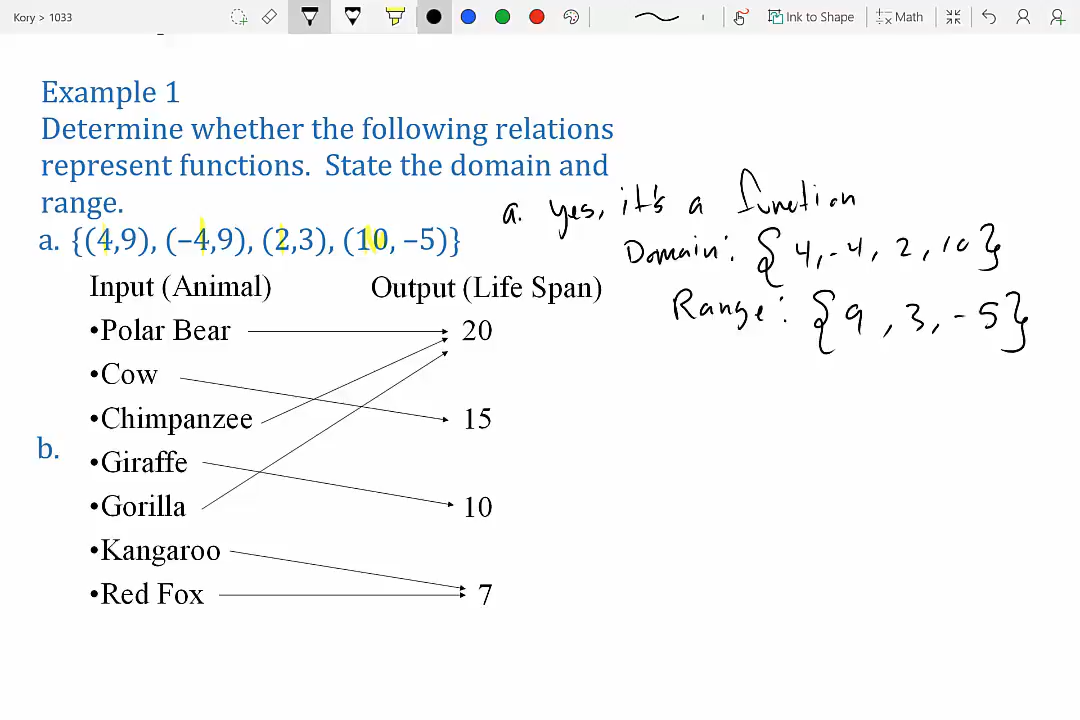 Kory > 1033
Ink to Shape
Math
Example 1
Determine whether the following relations
represent functions. State the domain and
range.
a. {(4,9), (–4,9), (2,3), (10, –5)}
a. yes, it's a function
Domain: {4, -4, 2, 10}
Range: {9, 3, -5}
Input (Animal) Output (Life Span)
•Polar Bear 20
•Cow
•Chimpanzee 15
b.
•Giraffe
•Gorilla 10
•Kangaroo
•Red Fox 7